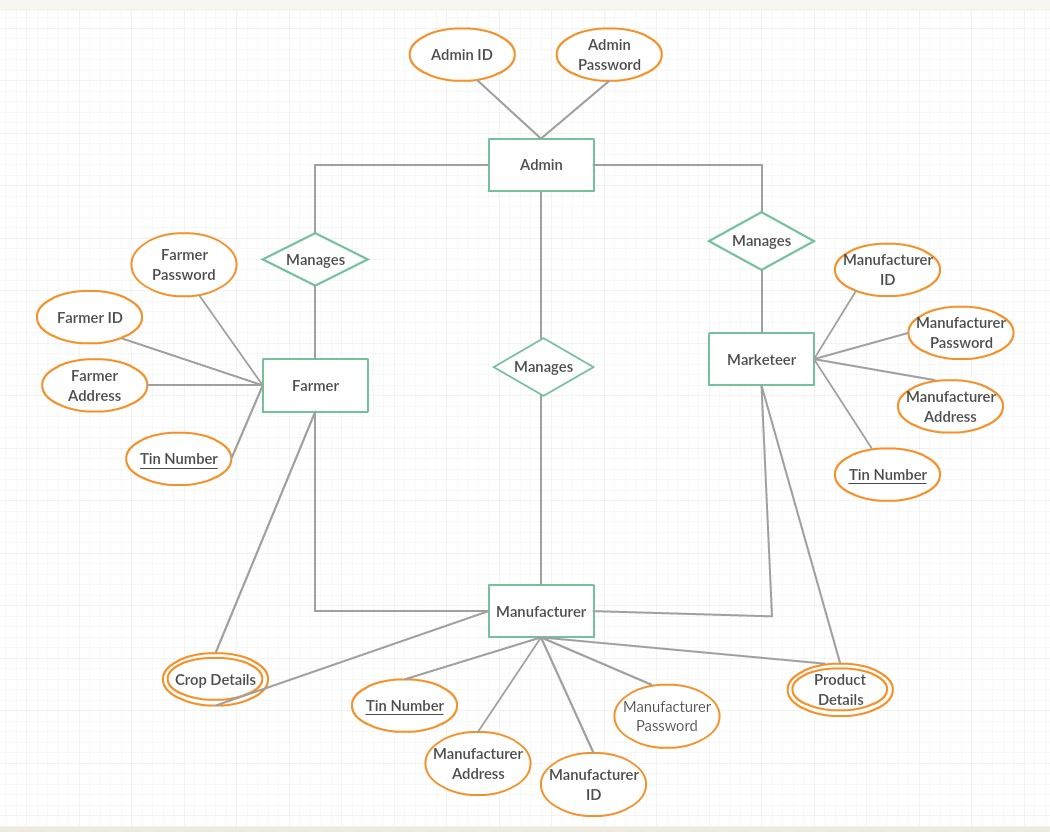 Admin ID
Admin
Password
Admin
Manages
Manages
Farmer
Password
Manufacturer
ID
Farmer ID
Manufacturer
Password
Farmer
Address
Farmer
Manages
Marketeer
Manufacturer
Address
Tin Number
Tin Number
Manufacturer
Crop Details
Product
Details
Tin Number
Manufacturer
Password
Manufacturer
Address
Manufacturer
ID